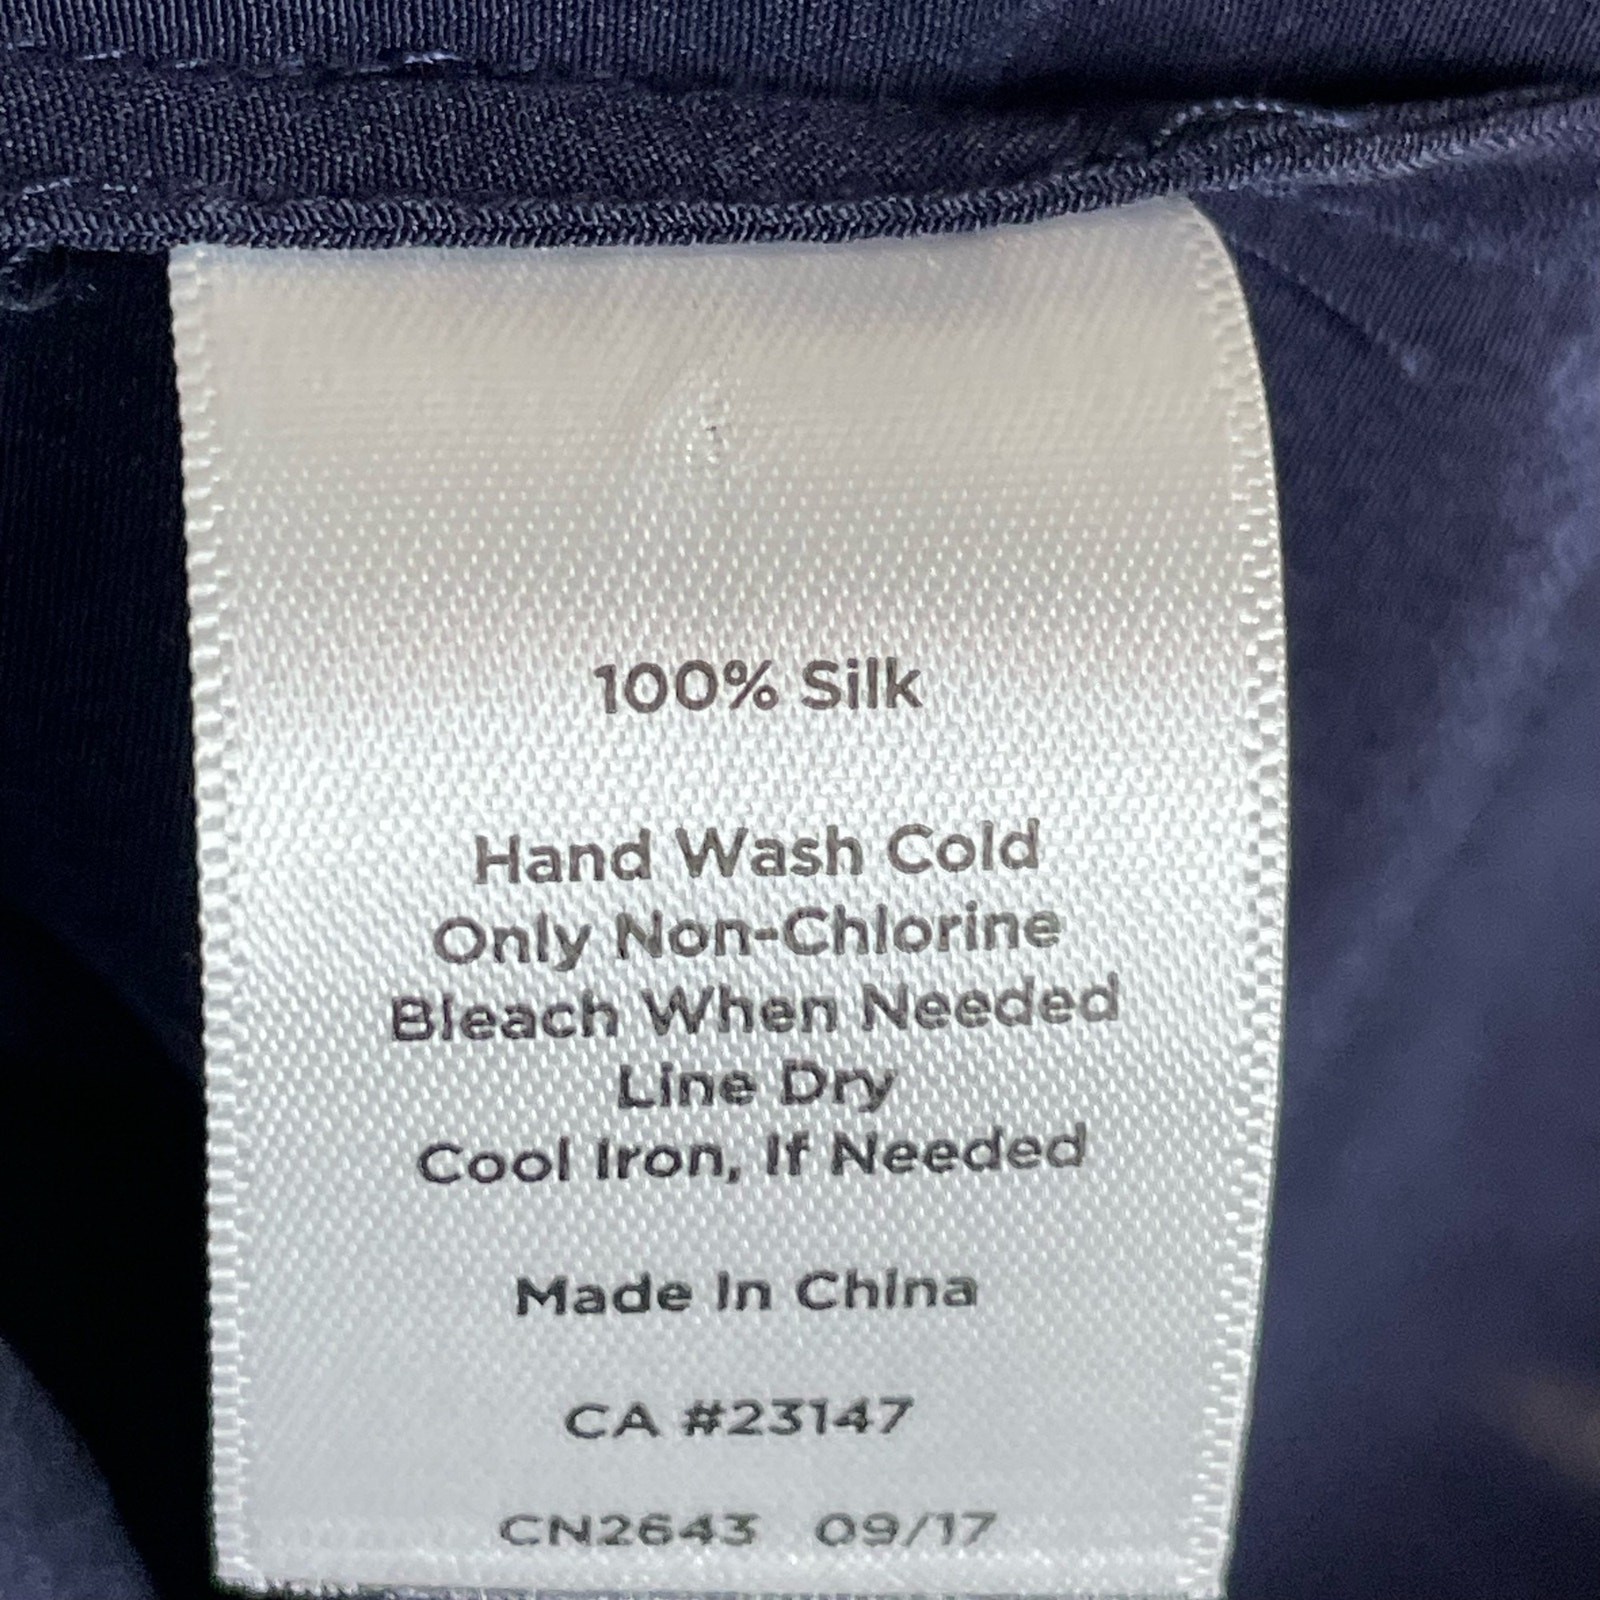 100% Silk
Hand Wash Cold
Only Non-Chlorine
Bleach When Needed
Line Dry
Cool Iron, If Needed
Made In China
CA #23147
CN2643 09/17